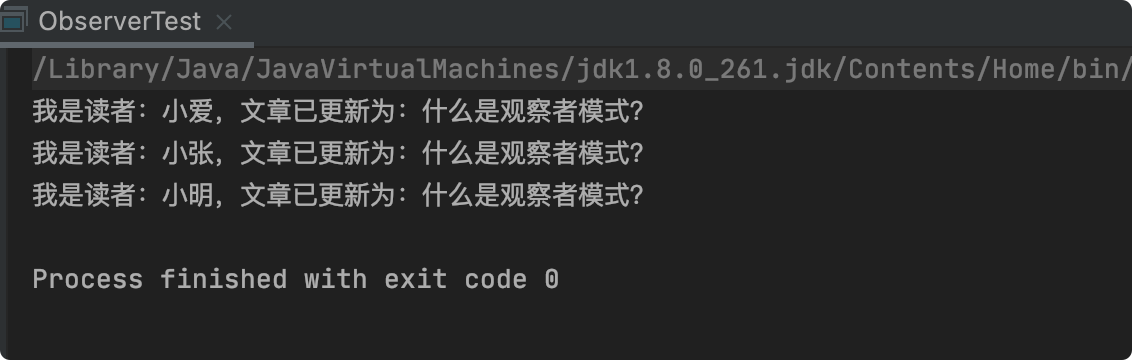 ObserverTest
/Library/Java/JavaVirtualMachines/jdk1.8.0_261.jdk/Contents/Home/bin/
我是读者：小爱，文章已更新为：什么是观察者模式？
我是读者：小张，文章已更新为：什么是观察者模式？
我是读者：小明，文章已更新为：什么是观察者模式？
Process finished with exit code 0